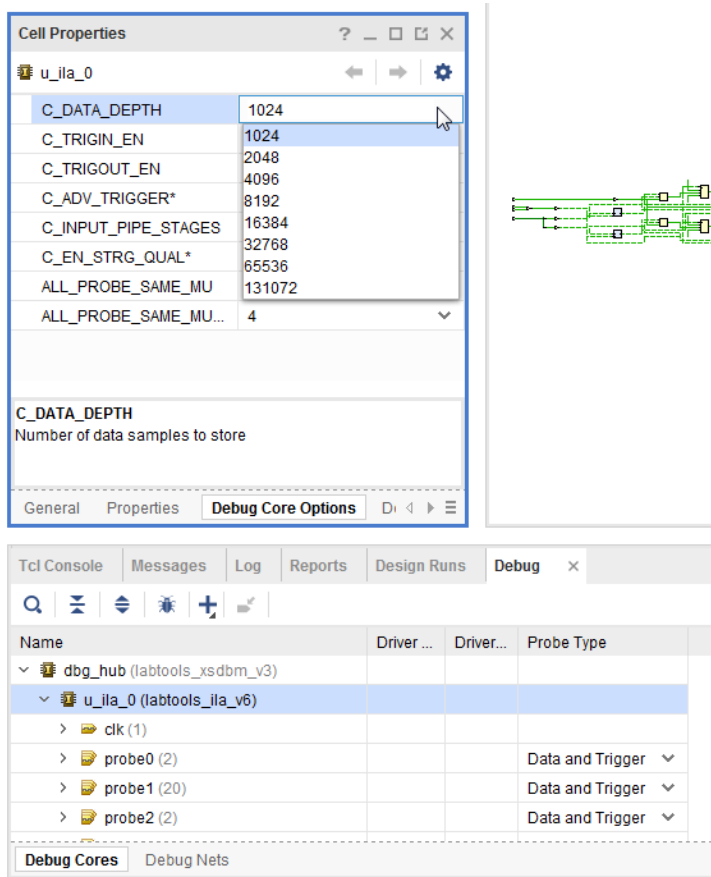 Cell Properties
u_ila_0
C_DATA_DEPTH 1024
C_TRIGIN_EN
C_TRIGOUT_EN
C_ADV_TRIGGER*
C_INPUT_PIPE_STAGES
C_EN_STRG_QUAL*
ALL_PROBE_SAME_MU
ALL_PROBE_SAME_MU... 4
1024
2048
4096
8192
16384
32768
65536
131072
C_DATA_DEPTH
Number of data samples to store
General Properties Debug Core Options
Tcl Console Messages Log Reports Design Runs Debug
Name Driver ... Driver... Probe Type
dbg_hub (labtools_xsdbm_v3)
u_ila_0 (labtools_ila_v6)
clk (1)
probe0 (2) Data and Trigger
probe1 (20) Data and Trigger
probe2 (2) Data and Trigger
Debug Cores Debug Nets